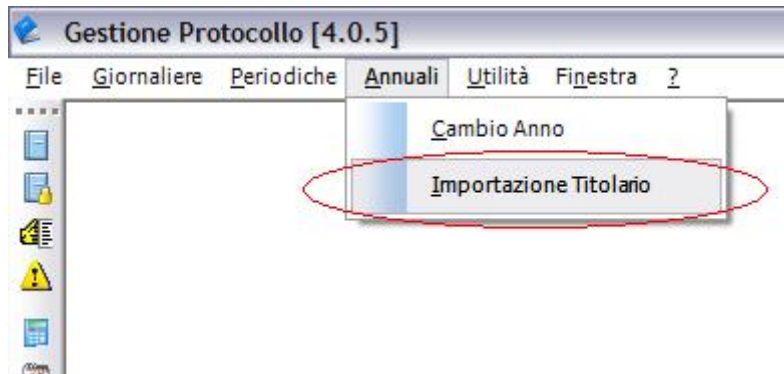 Gestione Protocollo [4.0.5]
File Giornaliere Periodiche Annuali Utilità Finestra ?
Cambio Anno
Importazione Titolario